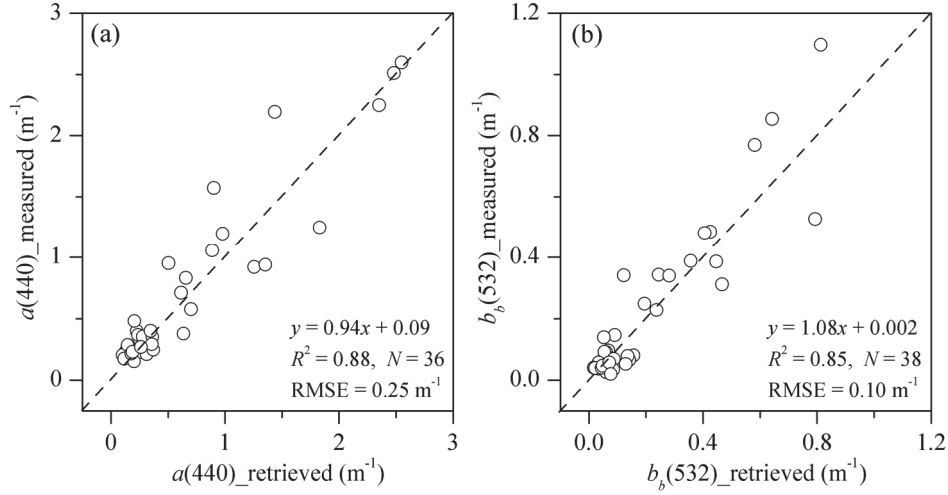 (a)
3
2
1
0
a(440)_measured (m⁻¹)
y = 0.94x + 0.09
R² = 0.88, N = 36
RMSE = 0.25 m⁻¹
0 1 2 3
a(440)_retrieved (m⁻¹)
(b)
1.2
0.8
0.4
0.0
b_b(532)_measured (m⁻¹)
y = 1.08x + 0.002
R² = 0.85, N = 38
RMSE = 0.10 m⁻¹
0.0 0.4 0.8 1.2
b_b(532)_retrieved (m⁻¹)